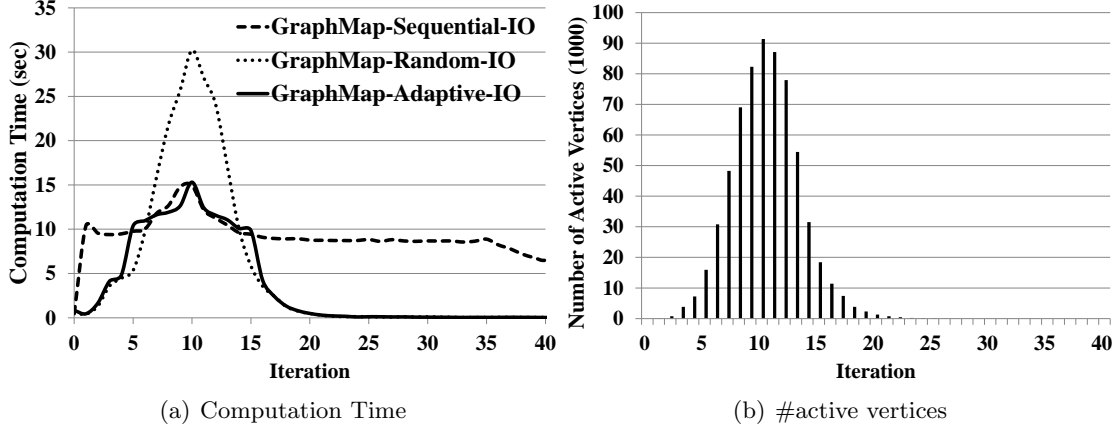 Computation Time (sec)
35
30
25
20
15
10
5
0
GraphMap-Sequential-IO
GraphMap-Random-IO
GraphMap-Adaptive-IO
0 5 10 15 20 25 30 35 40
Iteration
(a) Computation Time
Number of Active Vertices (1000)
100
90
80
70
60
50
40
30
20
10
0
0 5 10 15 20 25 30 35 40
Iteration
(b) #active vertices